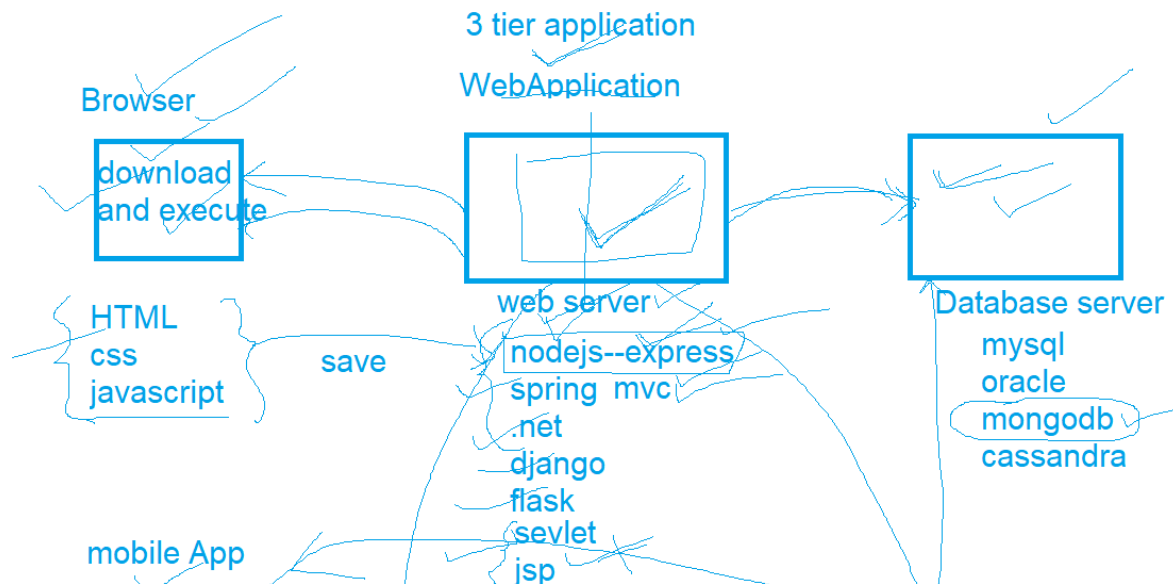 3 tier application
WebApplication
Browser
download
and execute
HTML
css
javascript
save
web server
nodejs--express
spring mvc
.net
django
flask
sevlet
jsp
Database server
mysql
oracle
mongodb
cassandra
mobile App